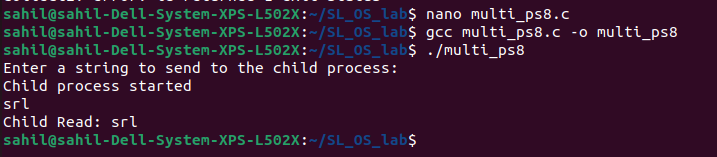 sahil@sahil-Dell-System-XPS-L502X:~/SL_OS_lab$ nano multi_ps8.c
sahil@sahil-Dell-System-XPS-L502X:~/SL_OS_lab$ gcc multi_ps8.c -o multi_ps8
sahil@sahil-Dell-System-XPS-L502X:~/SL_OS_lab$ ./multi_ps8
Enter a string to send to the child process:
Child process started
srl
Child Read: srl
sahil@sahil-Dell-System-XPS-L502X:~/SL_OS_lab$